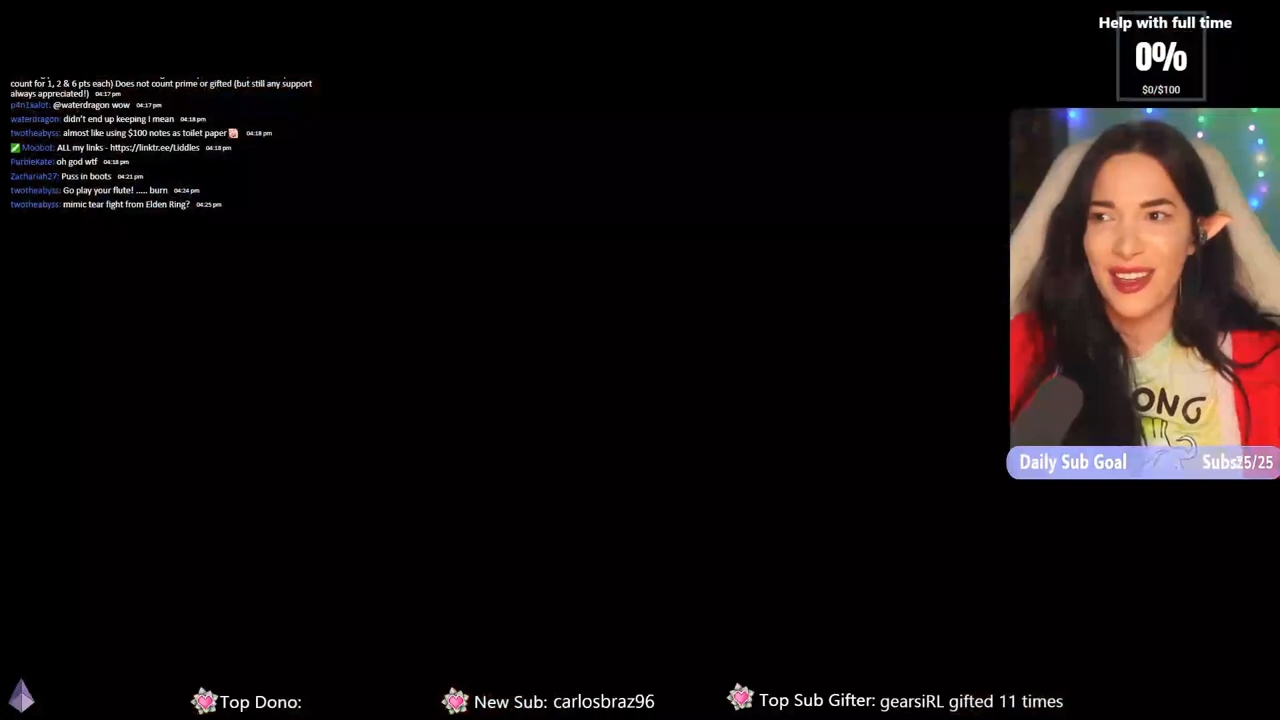 Help with full time
0%
$0/$100
count for 1, 2 & 6 pts each) Does not count prime or gifted (but still any support
always appreciated!) 04:17 pm
p4n1kalot: @waterdragon wow 04:17 pm
waterdragon: didn't end up keeping I mean 04:18 pm
twotheabyss: almost like using $100 notes as toilet paper 04:18 pm
Moobot: ALL my links - https://linktr.ee/Liddles 04:18 pm
PurpleKate: oh god wtf 04:18 pm
Zachariah27: Puss in boots 04:21 pm
twotheabyss: Go play your flute! ..... burn 04:24 pm
twotheabyss: mimic tear fight from Elden Ring? 04:25 pm
ONG
Daily Sub Goal
Subs: 25/25
Top Dono:
New Sub: carlosbraz96
Top Sub Gifter: gearsiRL gifted 11 times